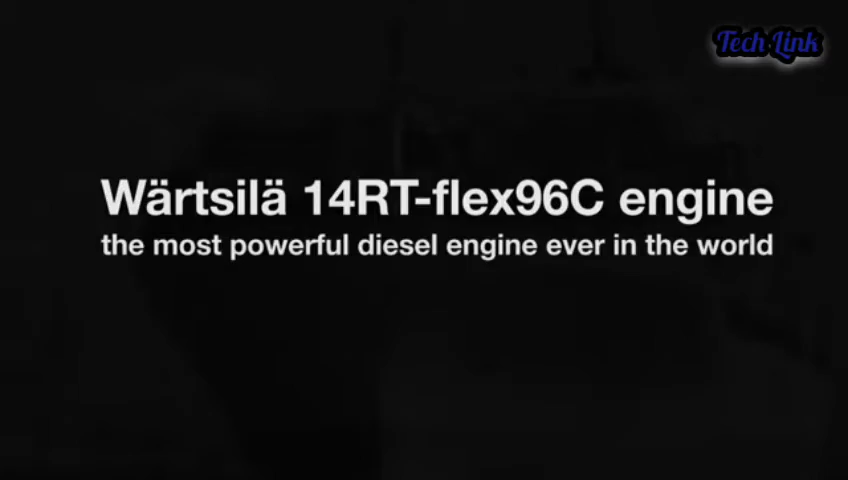 Tech Link
Wärtsilä 14RT-flex96C engine
the most powerful diesel engine ever in the world